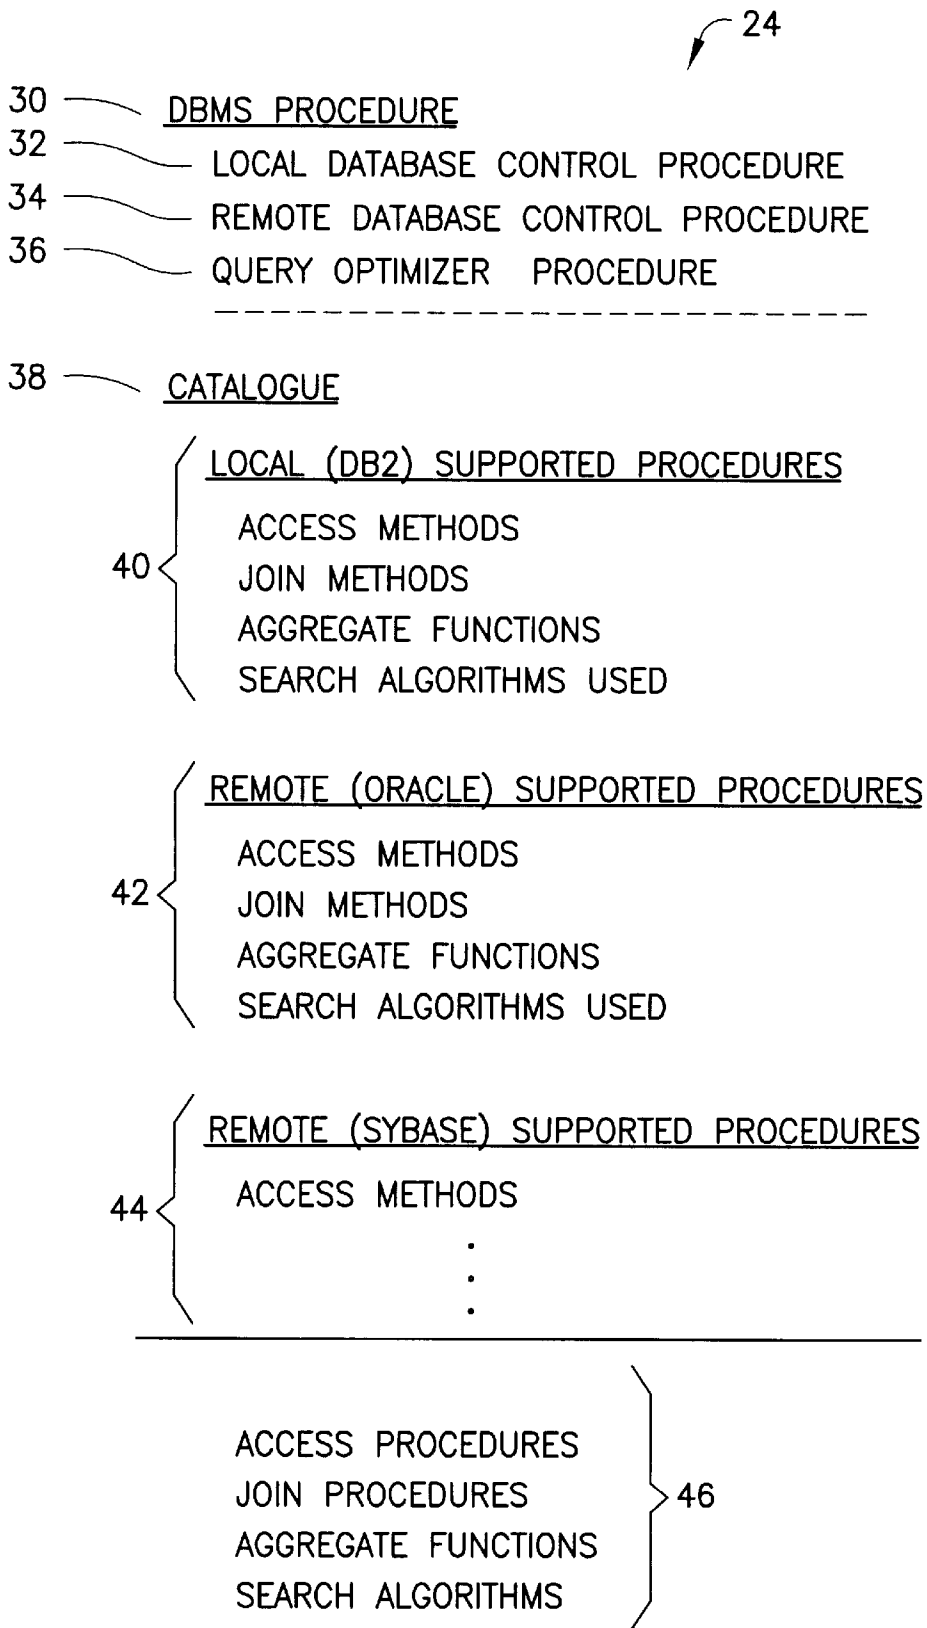 24
30 DBMS PROCEDURE
32 LOCAL DATABASE CONTROL PROCEDURE
34 REMOTE DATABASE CONTROL PROCEDURE
36 QUERY OPTIMIZER PROCEDURE
38 CATALOGUE
LOCAL (DB2) SUPPORTED PROCEDURES
ACCESS METHODS
40 JOIN METHODS
AGGREGATE FUNCTIONS
SEARCH ALGORITHMS USED
REMOTE (ORACLE) SUPPORTED PROCEDURES
ACCESS METHODS
42 JOIN METHODS
AGGREGATE FUNCTIONS
SEARCH ALGORITHMS USED
REMOTE (SYBASE) SUPPORTED PROCEDURES
44 ACCESS METHODS
ACCESS PROCEDURES
JOIN PROCEDURES 46
AGGREGATE FUNCTIONS
SEARCH ALGORITHMS